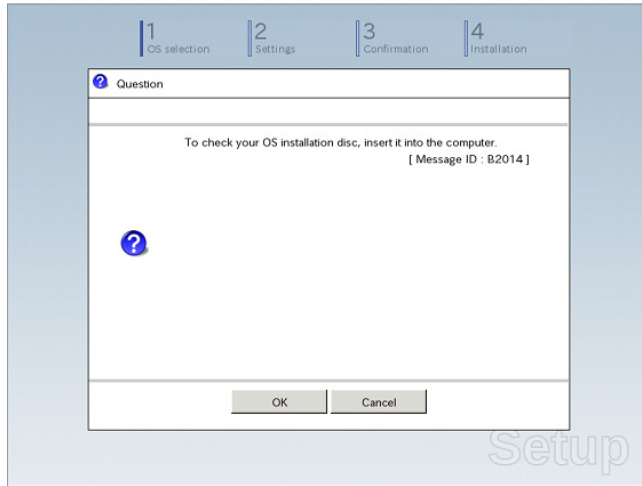 1
OS selection
2
Settings
3
Confirmation
4
Installation
Question
To check your OS installation disc, insert it into the computer.
[ Message ID : B2014 ]
OK
Cancel
Setup